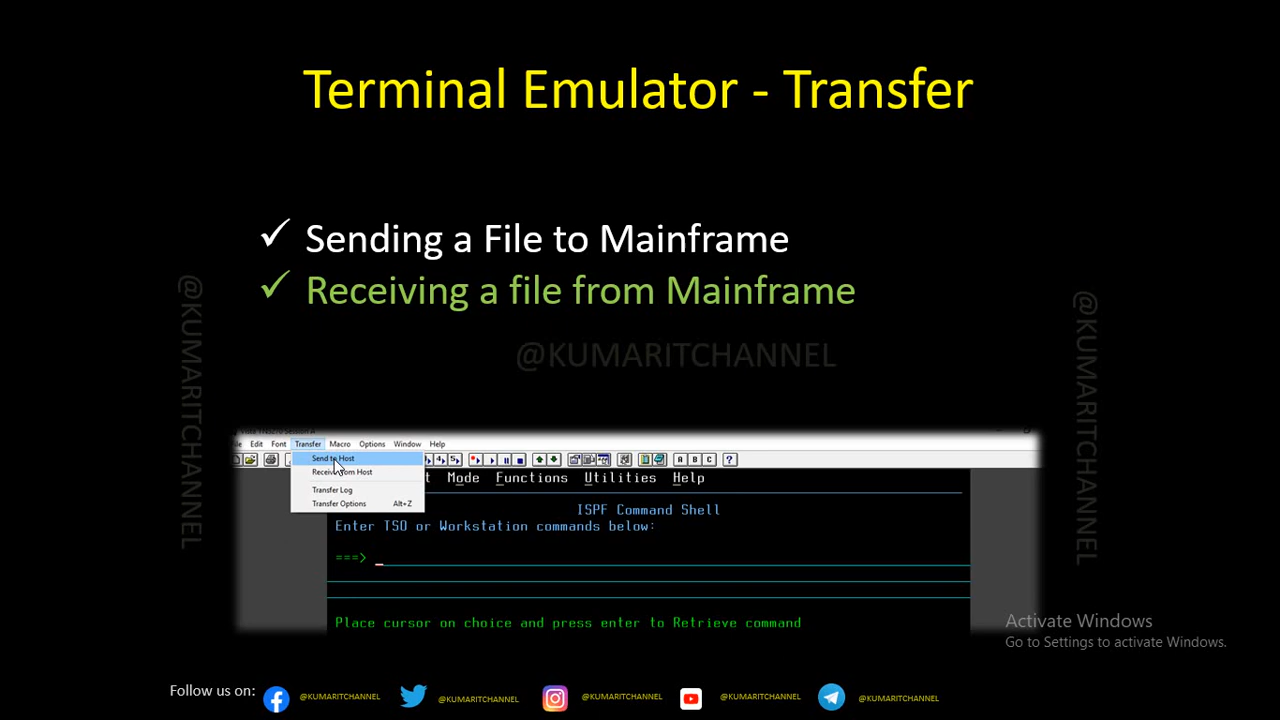 Terminal Emulator - Transfer
✓ Sending a File to Mainframe
✓ Receiving a file from Mainframe
@KUMARITCHANNEL
@KUMARITCHANNEL
@KUMARITCHANNEL
Edit Font Transfer Macro Options Window Help
Send to Host
Receive from Host
Transfer Log
Transfer Options Alt+Z
A B C ?
Mode Functions Utilities Help
ISPF Command Shell
Enter TSO or Workstation commands below:
===> _
Place cursor on choice and press enter to Retrieve command
Activate Windows
Go to Settings to activate Windows.
Follow us on: @KUMARITCHANNEL @KUMARITCHANNEL @KUMARITCHANNEL @KUMARITCHANNEL @KUMARITCHANNEL